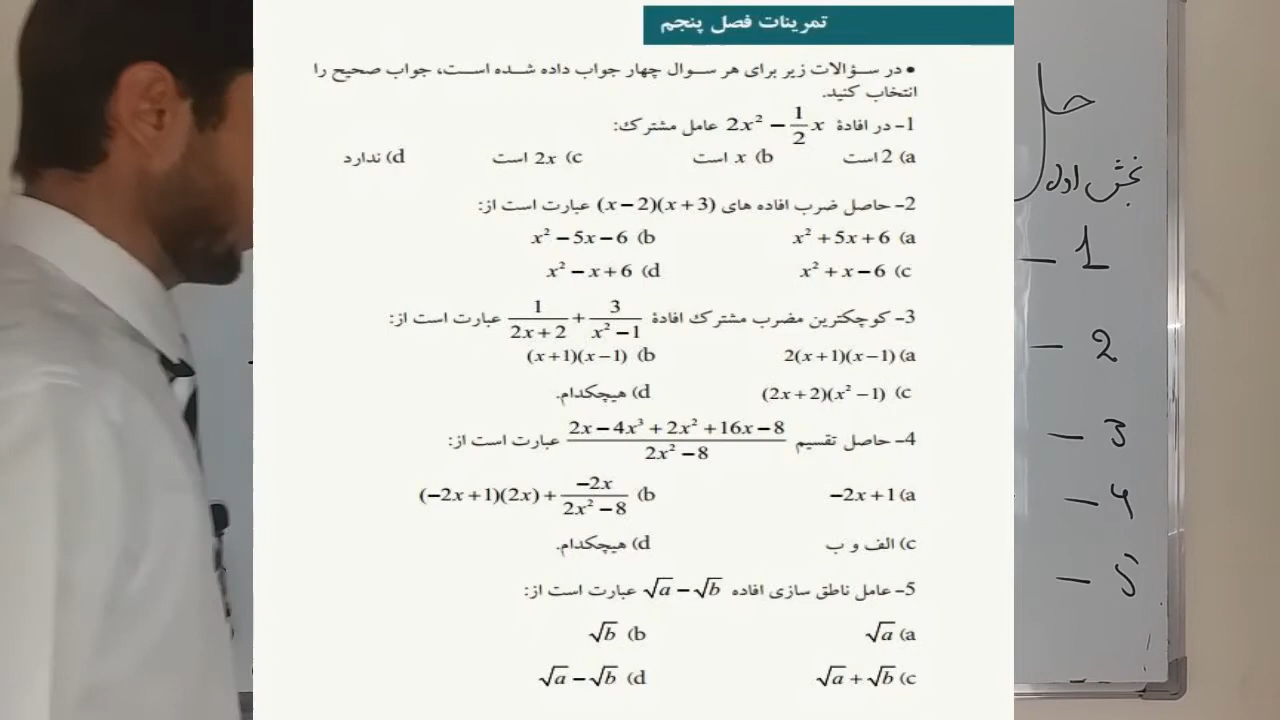 تمرینات فصل پنجم
• در سؤالات زیر برای هر سوال چهار جواب داده شده است، جواب صحیح را
انتخاب کنید.
1- در افادۀ 2x² − 1/2 x عامل مشترک:
a) 2 است b) x است c) 2x است d) ندارد
2- حاصل ضرب افاده های (x−2)(x+3) عبارت است از:
a) x² + 5x + 6 b) x² − 5x − 6
c) x² + x − 6 d) x² − x + 6
3- کوچکترین مضرب مشترک افادۀ 1/(2x+2) + 3/(x²−1) عبارت است از:
a) 2(x+1)(x−1) b) (x+1)(x−1)
c) (2x+2)(x²−1) d) هیچکدام.
4- حاصل تقسیم (2x−4x³+2x²+16x−8)/(2x²−8) عبارت است از:
a) −2x+1 b) (−2x+1)(2x) + −2x/(2x²−8)
c) الف و ب d) هیچکدام.
5- عامل ناطق سازی افاده √a − √b عبارت است از:
a) √a b) √b
c) √a + √b d) √a − √b
حل
بخش اول
1 -
2 -
3 -
4 -
5 -